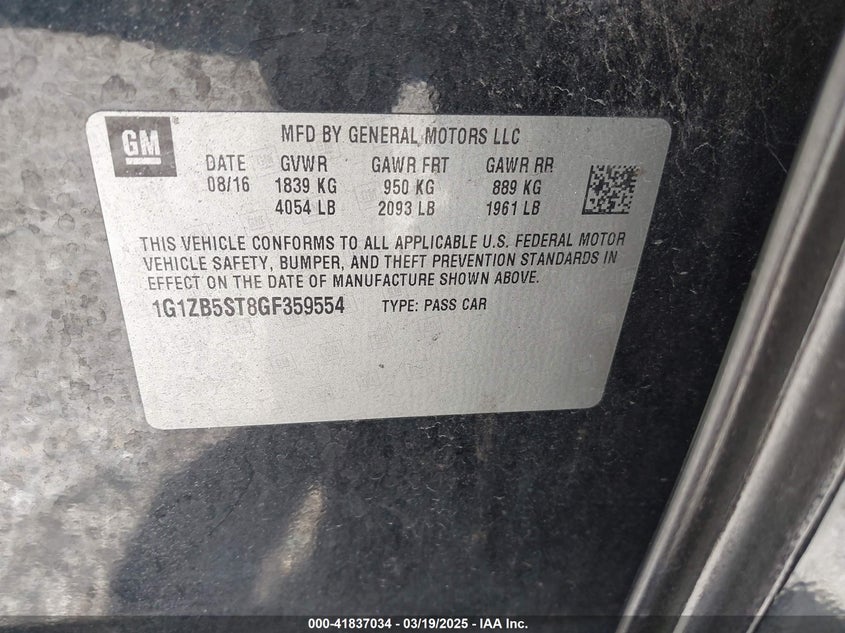 GM
MFD BY GENERAL MOTORS LLC
DATE GVWR GAWR FRT GAWR RR
08/16 1839 KG 950 KG 889 KG
4054 LB 2093 LB 1961 LB
THIS VEHICLE CONFORMS TO ALL APPLICABLE U.S. FEDERAL MOTOR
VEHICLE SAFETY, BUMPER, AND THEFT PREVENTION STANDARDS IN
EFFECT ON THE DATE OF MANUFACTURE SHOWN ABOVE.
1G1ZB5ST8GF359554 TYPE: PASS CAR
000-41837034 - 03/19/2025 - IAA Inc.